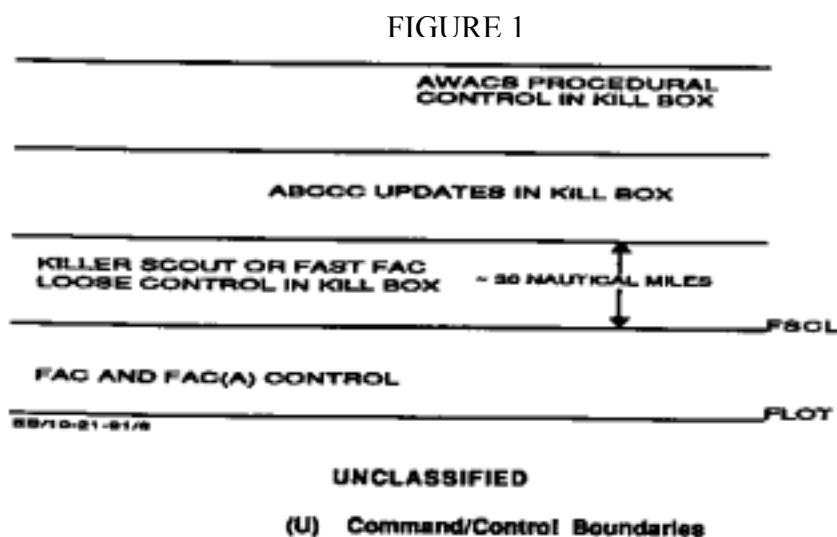 FIGURE 1
AWACS PROCEDURAL
CONTROL IN KILL BOX
ABCCC UPDATES IN KILL BOX
KILLER SCOUT OR FAST FAC
LOOSE CONTROL IN KILL BOX
~ 30 NAUTICAL MILES
FSCL
FAC AND FAC(A) CONTROL
FLOT
UNCLASSIFIED
(U) Command/Control Boundaries